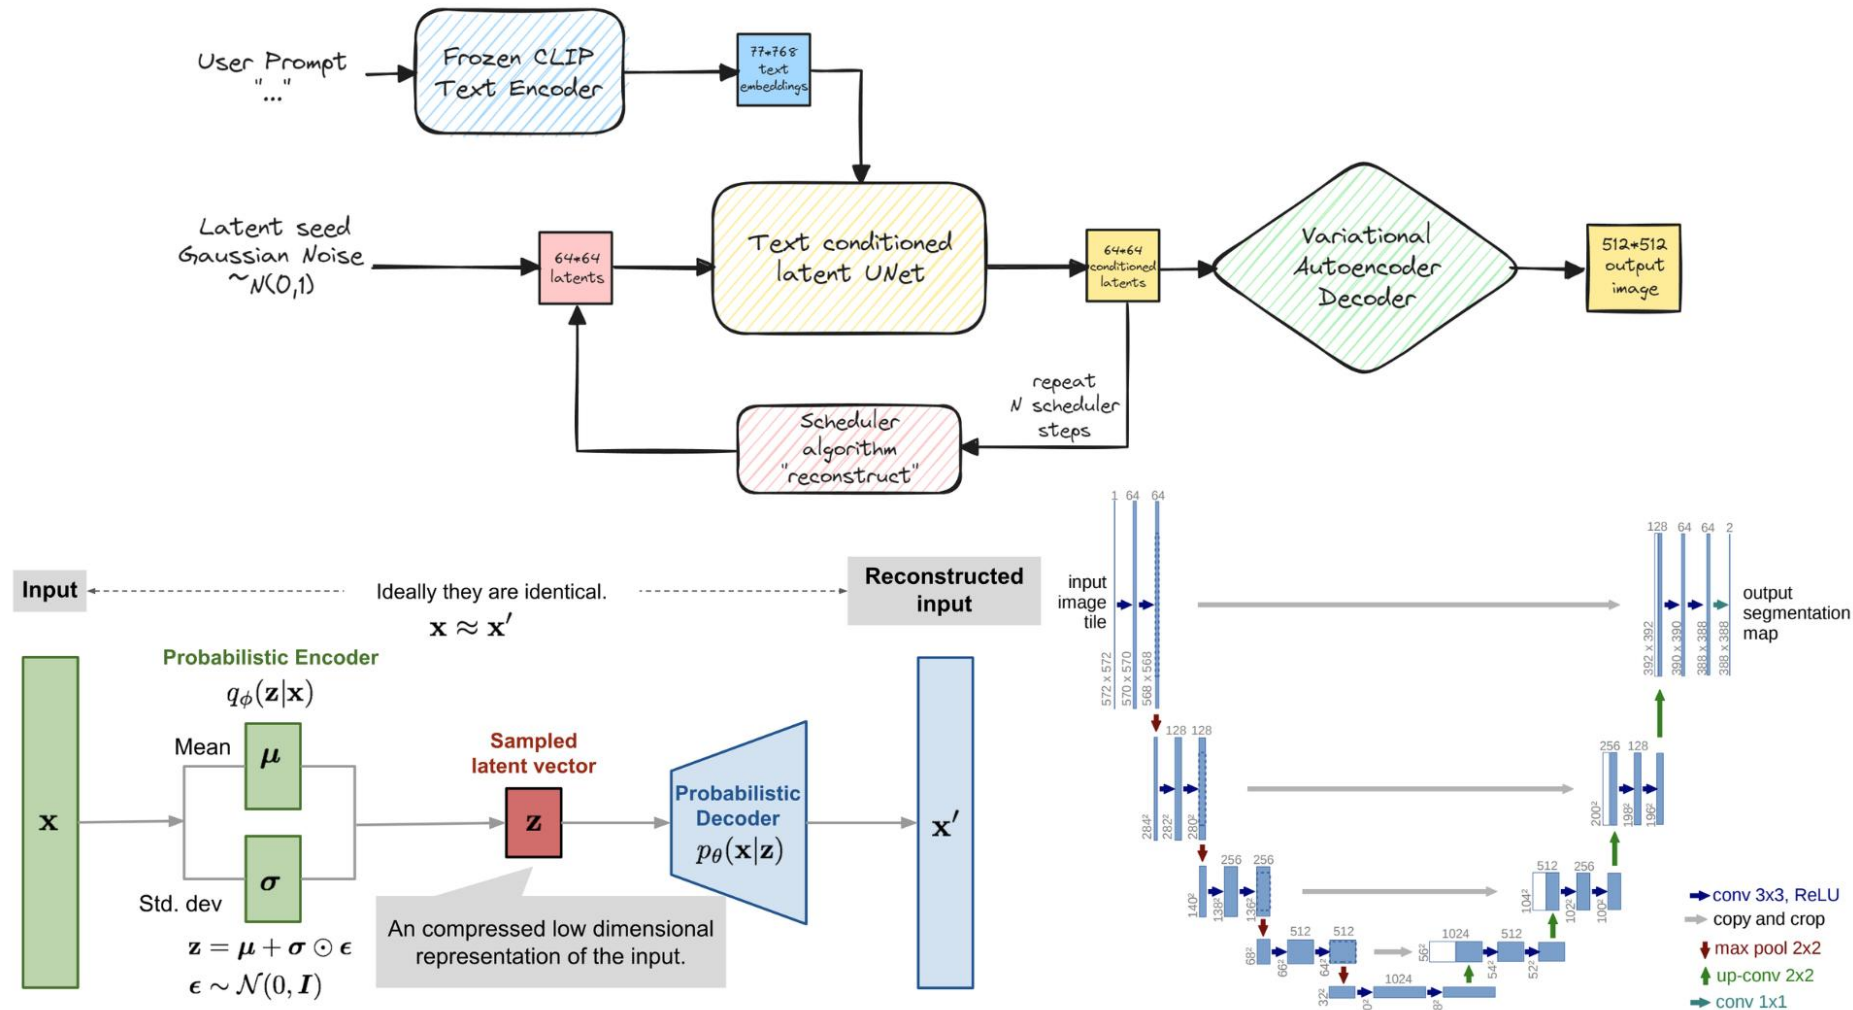 User Prompt
"..."
Frozen CLIP
Text Encoder
77*768
text
embeddings
Latent seed
Gaussian Noise
~N(0,1)
64*64
latents
Text conditioned
latent UNet
64*64
conditioned
latents
Variational
Autoencoder
Decoder
512*512
output
image
repeat
N scheduler
steps
Scheduler
algorithm
"reconstruct"
Input
Ideally they are identical.
x ≈ x′
Reconstructed
input
Probabilistic Encoder
qϕ(z|x)
x
Mean
μ
Std. dev
σ
z = μ + σ ⊙ ϵ
ϵ ∼ N(0, I)
Sampled
latent vector
z
An compressed low dimensional
representation of the input.
Probabilistic
Decoder
pθ(x|z)
x′
1 64 64
input
image
tile
572 x 572
570 x 570
568 x 568
128 64 64 2
392 x 392
390 x 390
388 x 388
388 x 388
output
segmentation
map
128 128
284²
282²
280²
256 128
200²
198²
196²
256 256
140²
138²
136²
512 256
104²
102²
100²
512 512
68²
66²
64²
1024 512
56²
54²
52²
1024
32²
conv 3x3, ReLU
copy and crop
max pool 2x2
up-conv 2x2
conv 1x1